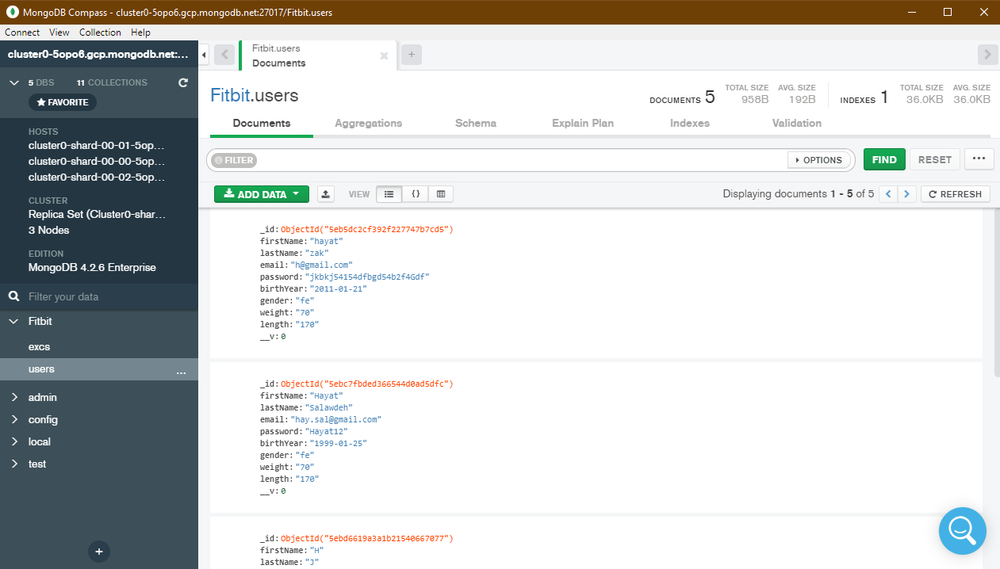 MongoDB Compass - cluster0-5opo6.gcp.mongodb.net:27017/Fitbit.users
Connect View Collection Help
cluster0-5opo6.gcp.mongodb.net:...
5 DBS 11 COLLECTIONS
FAVORITE
HOSTS
cluster0-shard-00-01-5op...
cluster0-shard-00-00-5op...
cluster0-shard-00-02-5op...
CLUSTER
Replica Set (Cluster0-shar...
3 Nodes
EDITION
MongoDB 4.2.6 Enterprise
Filter your data
Fitbit
excs
users ...
admin
config
local
test
+
Fitbit.users
Documents
+
Fitbit.users
DOCUMENTS 5
TOTAL SIZE
958B
AVG. SIZE
192B
INDEXES 1
TOTAL SIZE
36.0KB
AVG. SIZE
36.0KB
Documents Aggregations Schema Explain Plan Indexes Validation
FILTER
OPTIONS
FIND RESET ...
ADD DATA VIEW {} Displaying documents 1 - 5 of 5 < > REFRESH
_id:ObjectId("5eb5dc2cf392f227747b7cd5")
firstName:"hayat"
lastName:"zak"
email:"h@gmail.com"
password:"jkbkj54154dfbgd54b2f4Gdf"
birthYear:"2011-01-21"
gender:"fe"
weight:"70"
length:"170"
__v:0
_id:ObjectId("5ebc7fbded366544d0ad5dfc")
firstName:"Hayat"
lastName:"Salawdeh"
email:"hay.sal@gmail.com"
password:"Hayat12"
birthYear:"1999-01-25"
gender:"fe"
weight:"70"
length:"170"
__v:0
_id:ObjectId("5ebd6619a3a1b21540667077")
firstName:"H"
lastName:"J"